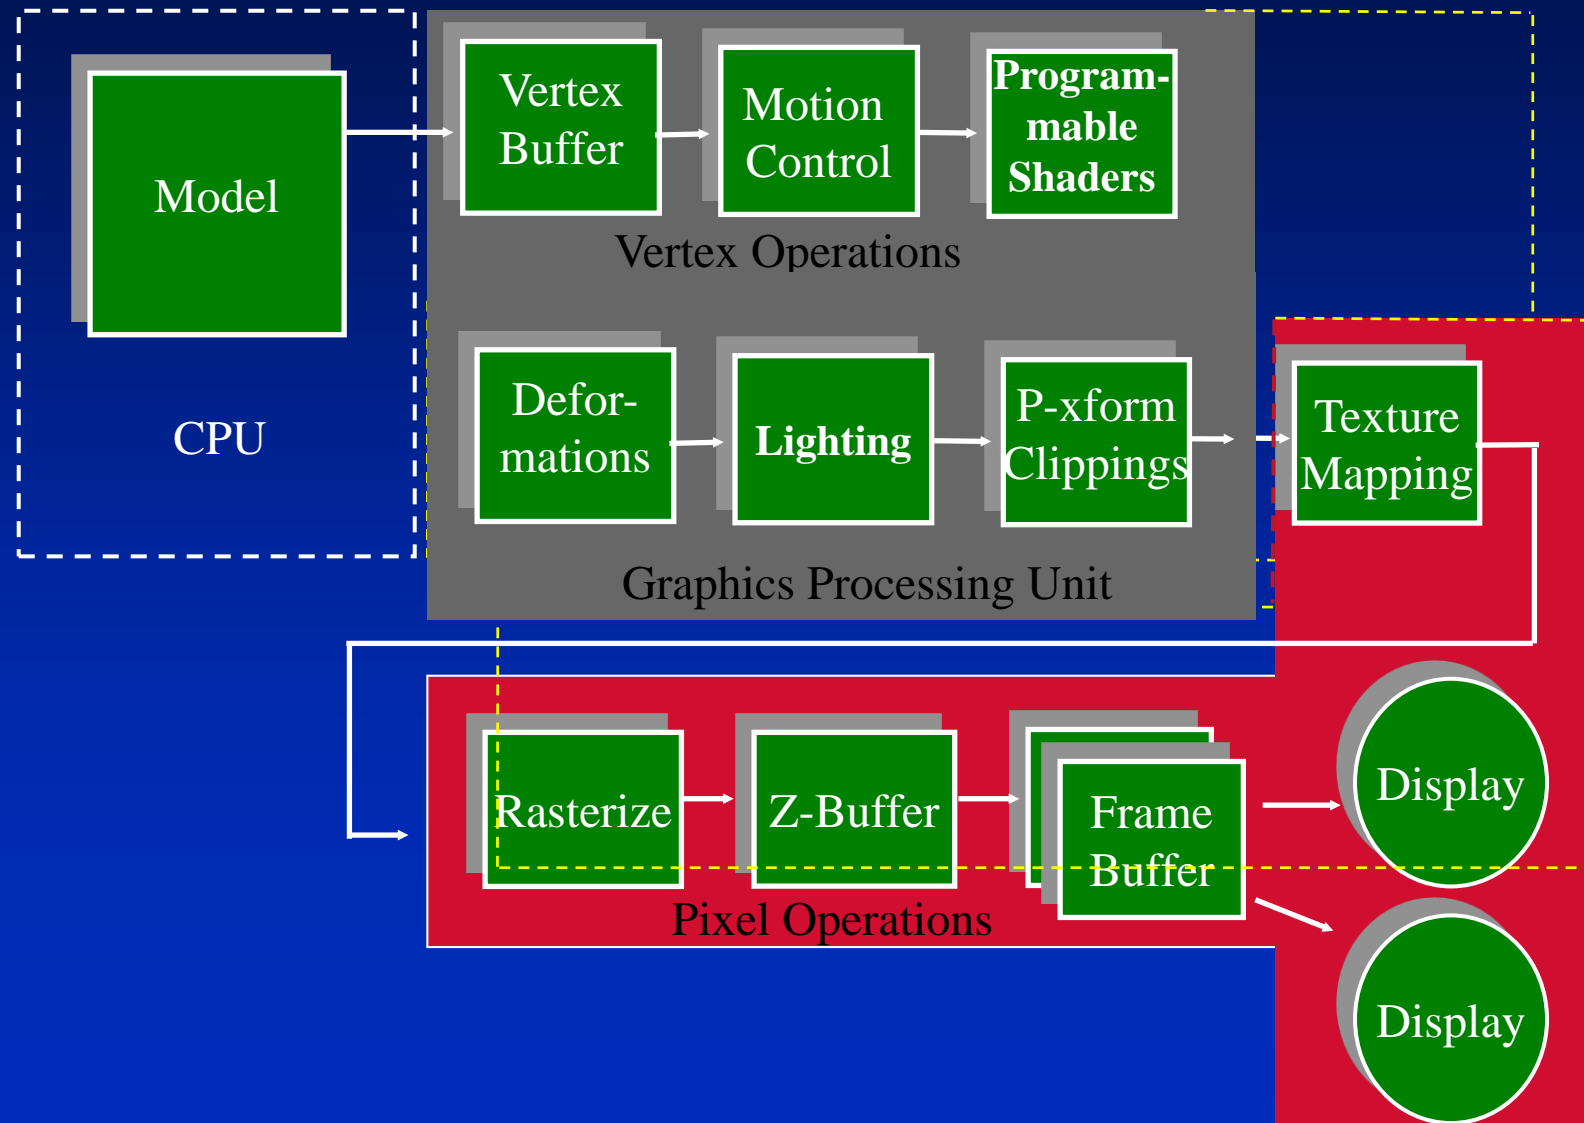 Model
CPU
Vertex
Buffer
Motion
Control
Program-
mable
Shaders
Vertex Operations
Defor-
mations
Lighting
P-xform
Clippings
Texture
Mapping
Graphics Processing Unit
Rasterize
Z-Buffer
Frame
Buffer
Display
Pixel Operations
Display